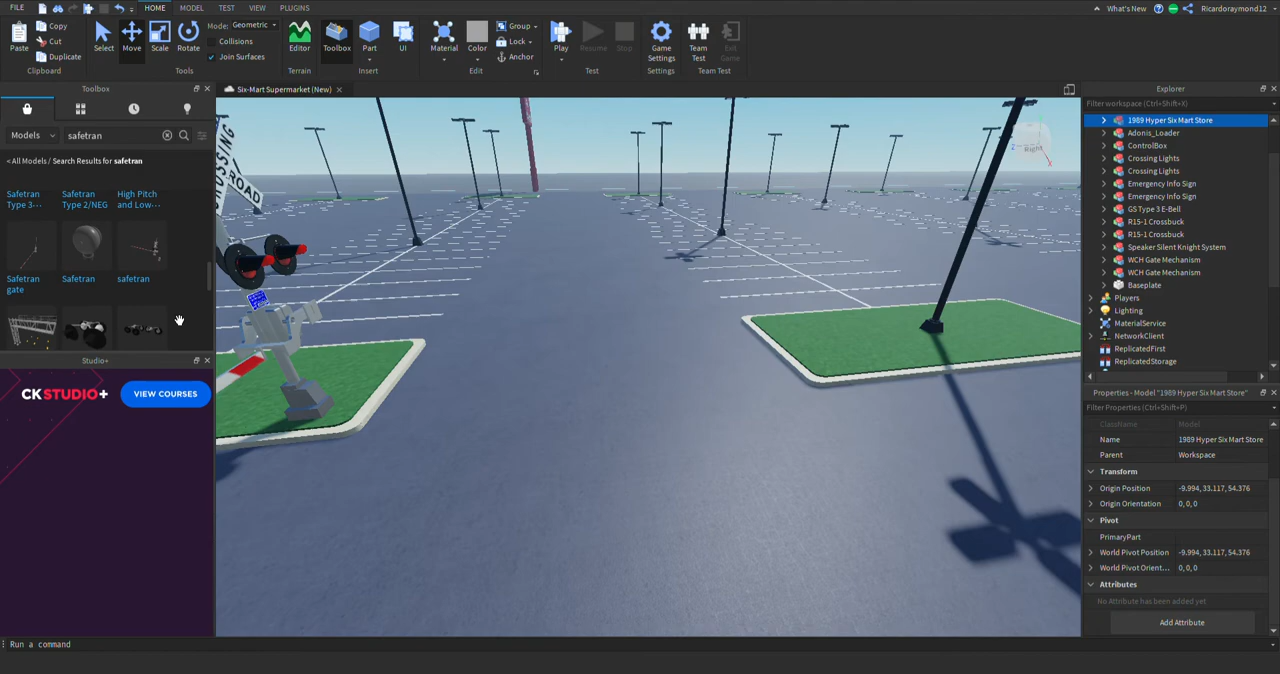 FILE HOME MODEL TEST VIEW PLUGINS What's New Ricardoraymond12
Paste Copy Cut Duplicate Clipboard
Select Move Scale Rotate Mode: Geometric Collisions Join Surfaces Tools
Editor Terrain Toolbox Part UI Insert
Material Color Group Lock Anchor Edit
Play Resume Stop Test
Game Settings Settings Team Test Exit Game Team Test
Toolbox
Models safetran
< All Models / Search Results for safetran
Safetran Type 3--- Safetran Type 2/NEG High Pitch and Low---
Safetran gate Safetran safetran
Studio+
CKSTUDIO+ VIEW COURSES
Six-Mart Supermarket (New)
CROSSING
ROAD
Right
Explorer
Filter workspace (Ctrl+Shift+X)
1989 Hyper Six Mart Store
Adonis_Loader
ControlBox
Crossing Lights
Crossing Lights
Emergency Info Sign
Emergency Info Sign
GS Type 3 E-Bell
R15-1 Crossbuck
R15-1 Crossbuck
Speaker Silent Knight System
WCH Gate Mechanism
WCH Gate Mechanism
Baseplate
Players
Lighting
MaterialService
NetworkClient
ReplicatedFirst
ReplicatedStorage
Properties - Model "1989 Hyper Six Mart Store"
Filter Properties (Ctrl+Shift+P)
ClassName Model
Name 1989 Hyper Six Mart Store
Parent Workspace
Transform
Origin Position -9.994, 33.117, 54.376
Origin Orientation 0, 0, 0
Pivot
PrimaryPart
World Pivot Position -9.994, 33.117, 54.376
World Pivot Orient... 0, 0, 0
Attributes
No Attribute has been added yet
Add Attribute
Run a command